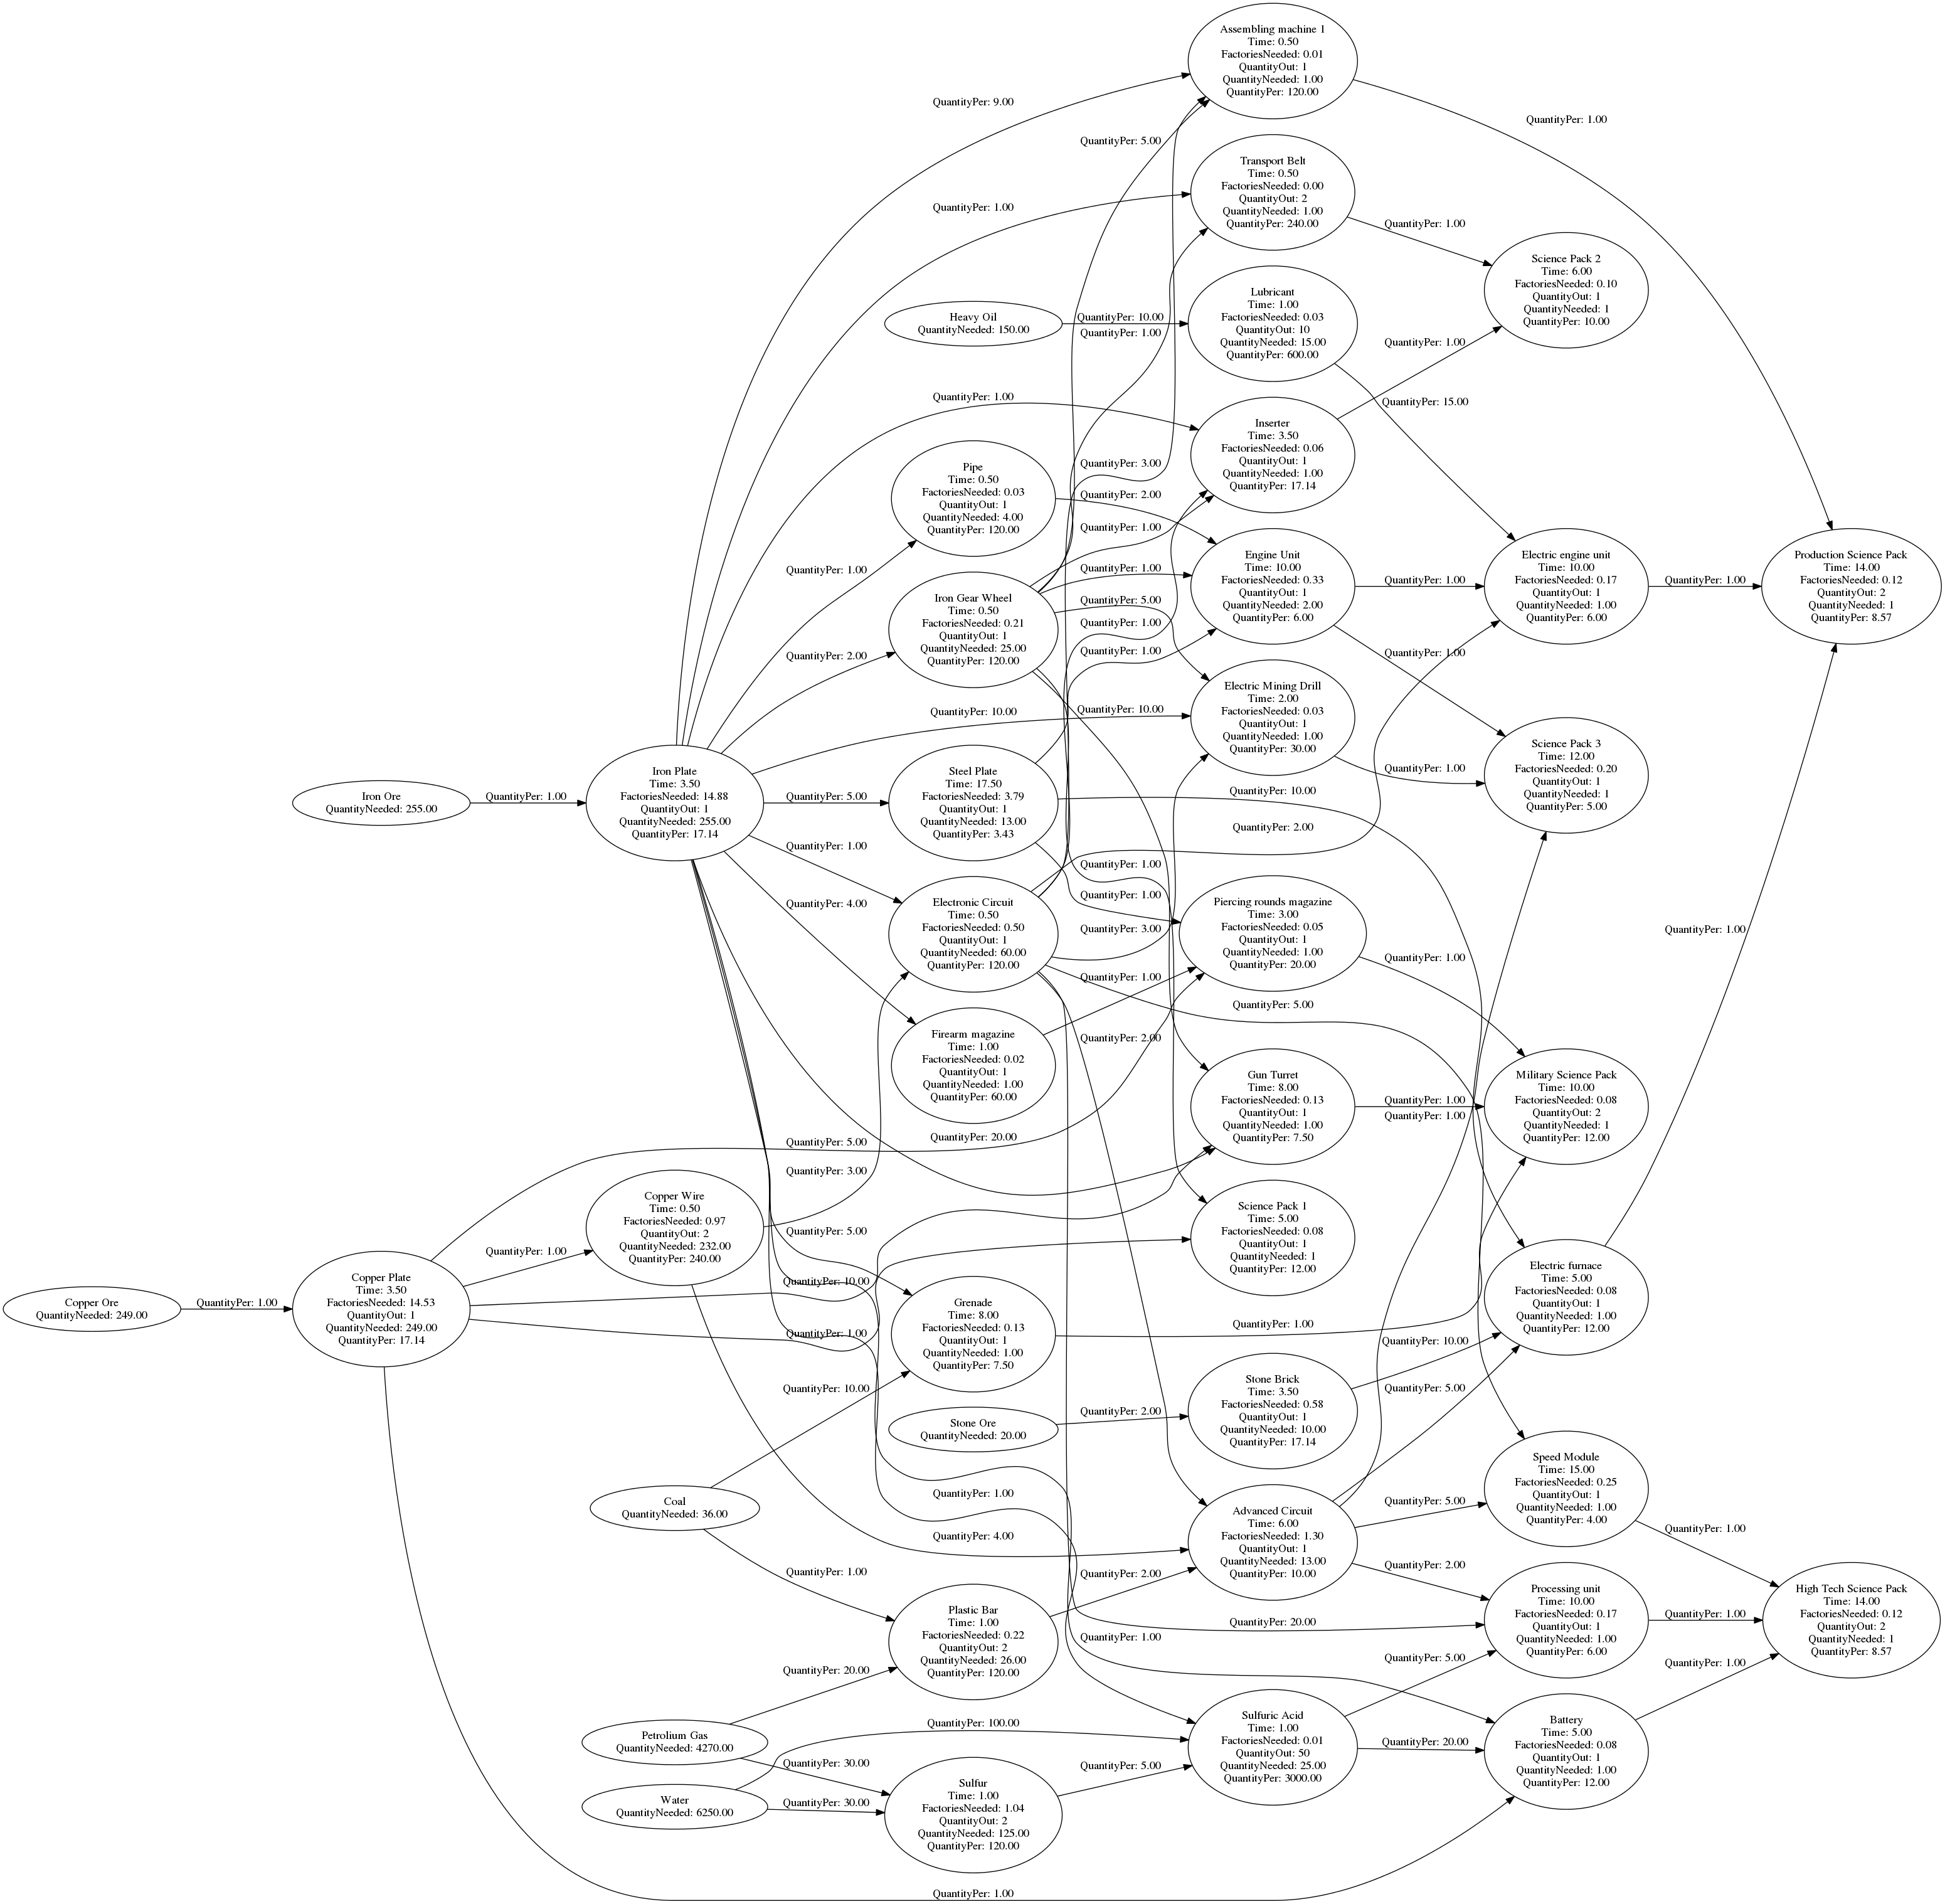 Assembling machine 1
Time: 0.50
FactoriesNeeded: 0.01
QuantityOut: 1
QuantityNeeded: 1.00
QuantityPer: 120.00
QuantityPer: 9.00
QuantityPer: 5.00
QuantityPer: 1.00
Transport Belt
Time: 0.50
FactoriesNeeded: 0.00
QuantityOut: 2
QuantityNeeded: 1.00
QuantityPer: 240.00
QuantityPer: 1.00
QuantityPer: 1.00
Science Pack 2
Time: 6.00
FactoriesNeeded: 0.10
QuantityOut: 1
QuantityNeeded: 1
QuantityPer: 10.00
Lubricant
Time: 1.00
FactoriesNeeded: 0.03
QuantityOut: 10
QuantityNeeded: 15.00
QuantityPer: 600.00
Heavy Oil
QuantityNeeded: 150.00
QuantityPer: 10.00
QuantityPer: 1.00
QuantityPer: 1.00
QuantityPer: 1.00
QuantityPer: 15.00
Inserter
Time: 3.50
FactoriesNeeded: 0.06
QuantityOut: 1
QuantityNeeded: 1.00
QuantityPer: 17.14
QuantityPer: 3.00
Pipe
Time: 0.50
FactoriesNeeded: 0.03
QuantityOut: 1
QuantityNeeded: 4.00
QuantityPer: 120.00
QuantityPer: 2.00
QuantityPer: 1.00
Engine Unit
Time: 10.00
FactoriesNeeded: 0.33
QuantityOut: 1
QuantityNeeded: 2.00
QuantityPer: 6.00
Electric engine unit
Time: 10.00
FactoriesNeeded: 0.17
QuantityOut: 1
QuantityNeeded: 1.00
QuantityPer: 6.00
Production Science Pack
Time: 14.00
FactoriesNeeded: 0.12
QuantityOut: 2
QuantityNeeded: 1
QuantityPer: 8.57
QuantityPer: 1.00
QuantityPer: 1.00
QuantityPer: 1.00
QuantityPer: 1.00
Iron Gear Wheel
Time: 0.50
FactoriesNeeded: 0.21
QuantityOut: 1
QuantityNeeded: 25.00
QuantityPer: 120.00
QuantityPer: 5.00
QuantityPer: 1.00
QuantityPer: 2.00
QuantityPer: 1.00
QuantityPer: 1.00
Electric Mining Drill
Time: 2.00
FactoriesNeeded: 0.03
QuantityOut: 1
QuantityNeeded: 1.00
QuantityPer: 30.00
QuantityPer: 10.00
QuantityPer: 10.00
Science Pack 3
Time: 12.00
FactoriesNeeded: 0.20
QuantityOut: 1
QuantityNeeded: 1
QuantityPer: 5.00
QuantityPer: 1.00
Iron Ore
QuantityNeeded: 255.00
QuantityPer: 1.00
Iron Plate
Time: 3.50
FactoriesNeeded: 14.88
QuantityOut: 1
QuantityNeeded: 255.00
QuantityPer: 17.14
QuantityPer: 5.00
Steel Plate
Time: 17.50
FactoriesNeeded: 3.79
QuantityOut: 1
QuantityNeeded: 13.00
QuantityPer: 3.43
QuantityPer: 10.00
QuantityPer: 2.00
QuantityPer: 1.00
QuantityPer: 1.00
QuantityPer: 1.00
QuantityPer: 4.00
Electronic Circuit
Time: 0.50
FactoriesNeeded: 0.50
QuantityOut: 1
QuantityNeeded: 60.00
QuantityPer: 120.00
QuantityPer: 3.00
Piercing rounds magazine
Time: 3.00
FactoriesNeeded: 0.05
QuantityOut: 1
QuantityNeeded: 1.00
QuantityPer: 20.00
QuantityPer: 1.00
QuantityPer: 1.00
QuantityPer: 1.00
QuantityPer: 5.00
Firearm magazine
Time: 1.00
FactoriesNeeded: 0.02
QuantityOut: 1
QuantityNeeded: 1.00
QuantityPer: 60.00
QuantityPer: 2.00
Gun Turret
Time: 8.00
FactoriesNeeded: 0.13
QuantityOut: 1
QuantityNeeded: 1.00
QuantityPer: 7.50
QuantityPer: 1.00
QuantityPer: 1.00
Military Science Pack
Time: 10.00
FactoriesNeeded: 0.08
QuantityOut: 2
QuantityNeeded: 1
QuantityPer: 12.00
QuantityPer: 5.00
QuantityPer: 20.00
QuantityPer: 3.00
Copper Wire
Time: 0.50
FactoriesNeeded: 0.97
QuantityOut: 2
QuantityNeeded: 232.00
QuantityPer: 240.00
QuantityPer: 5.00
Science Pack 1
Time: 5.00
FactoriesNeeded: 0.08
QuantityOut: 1
QuantityNeeded: 1
QuantityPer: 12.00
Copper Ore
QuantityNeeded: 249.00
QuantityPer: 1.00
Copper Plate
Time: 3.50
FactoriesNeeded: 14.53
QuantityOut: 1
QuantityNeeded: 249.00
QuantityPer: 17.14
QuantityPer: 1.00
QuantityPer: 10.00
QuantityPer: 1.00
Grenade
Time: 8.00
FactoriesNeeded: 0.13
QuantityOut: 1
QuantityNeeded: 1.00
QuantityPer: 7.50
QuantityPer: 1.00
Electric furnace
Time: 5.00
FactoriesNeeded: 0.08
QuantityOut: 1
QuantityNeeded: 1.00
QuantityPer: 12.00
QuantityPer: 10.00
QuantityPer: 10.00
QuantityPer: 5.00
Stone Brick
Time: 3.50
FactoriesNeeded: 0.58
QuantityOut: 1
QuantityNeeded: 10.00
QuantityPer: 17.14
Stone Ore
QuantityNeeded: 20.00
QuantityPer: 2.00
Coal
QuantityNeeded: 36.00
QuantityPer: 1.00
QuantityPer: 4.00
Speed Module
Time: 15.00
FactoriesNeeded: 0.25
QuantityOut: 1
QuantityNeeded: 1.00
QuantityPer: 4.00
Advanced Circuit
Time: 6.00
FactoriesNeeded: 1.30
QuantityOut: 1
QuantityNeeded: 13.00
QuantityPer: 10.00
QuantityPer: 5.00
QuantityPer: 1.00
QuantityPer: 2.00
QuantityPer: 1.00
QuantityPer: 2.00
Plastic Bar
Time: 1.00
FactoriesNeeded: 0.22
QuantityOut: 2
QuantityNeeded: 26.00
QuantityPer: 120.00
QuantityPer: 20.00
Processing unit
Time: 10.00
FactoriesNeeded: 0.17
QuantityOut: 1
QuantityNeeded: 1.00
QuantityPer: 6.00
QuantityPer: 1.00
High Tech Science Pack
Time: 14.00
FactoriesNeeded: 0.12
QuantityOut: 2
QuantityNeeded: 1
QuantityPer: 8.57
QuantityPer: 1.00
QuantityPer: 5.00
QuantityPer: 1.00
QuantityPer: 20.00
Petrolium Gas
QuantityNeeded: 4270.00
QuantityPer: 100.00
QuantityPer: 30.00
Sulfuric Acid
Time: 1.00
FactoriesNeeded: 0.01
QuantityOut: 50
QuantityNeeded: 25.00
QuantityPer: 3000.00
QuantityPer: 20.00
Battery
Time: 5.00
FactoriesNeeded: 0.08
QuantityOut: 1
QuantityNeeded: 1.00
QuantityPer: 12.00
Water
QuantityNeeded: 6250.00
QuantityPer: 30.00
QuantityPer: 5.00
Sulfur
Time: 1.00
FactoriesNeeded: 1.04
QuantityOut: 2
QuantityNeeded: 125.00
QuantityPer: 120.00
QuantityPer: 1.00